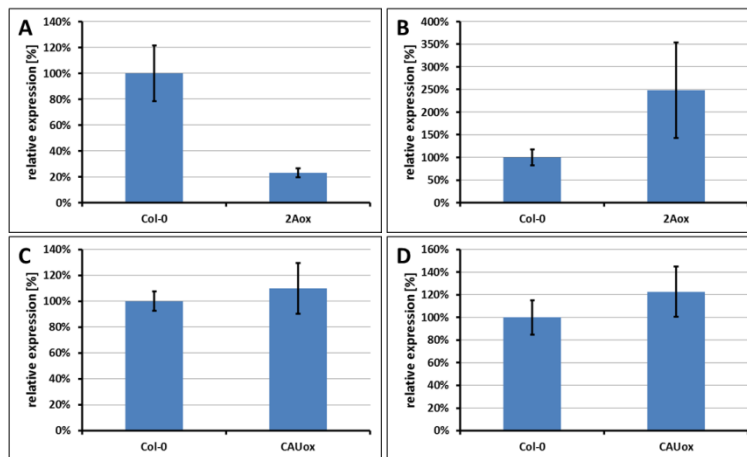 A
relative expression [%]
140%
120%
100%
80%
60%
40%
20%
0%
Col-0 2Aox
B
relative expression [%]
400%
350%
300%
250%
200%
150%
100%
50%
0%
Col-0 2Aox
C
relative expression [%]
140%
120%
100%
80%
60%
40%
20%
0%
Col-0 CAUox
D
relative expression [%]
160%
140%
120%
100%
80%
60%
40%
20%
0%
Col-0 CAUox